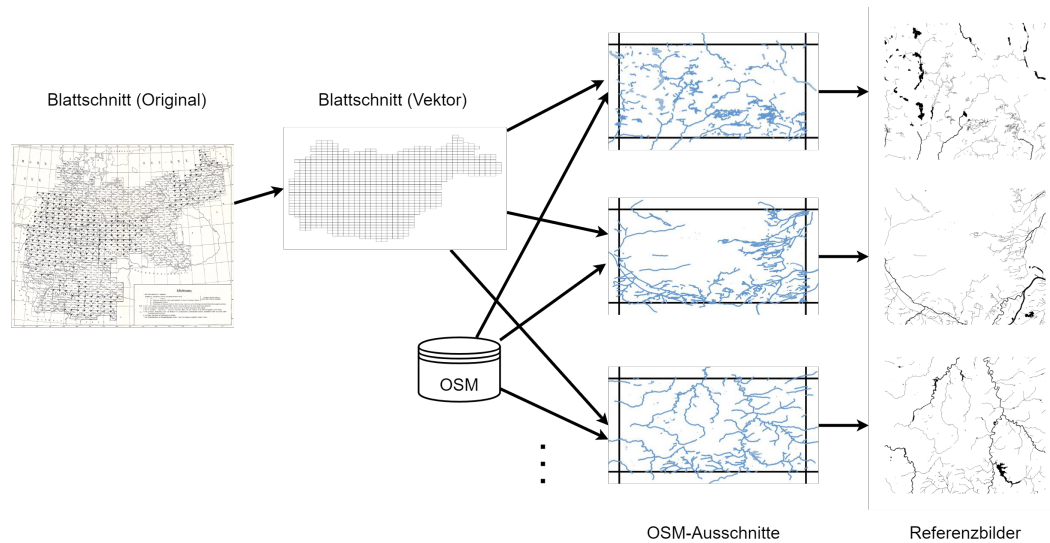 Blattschnitt (Original)
Blattschnitt (Vektor)
OSM
OSM-Ausschnitte
Referenzbilder